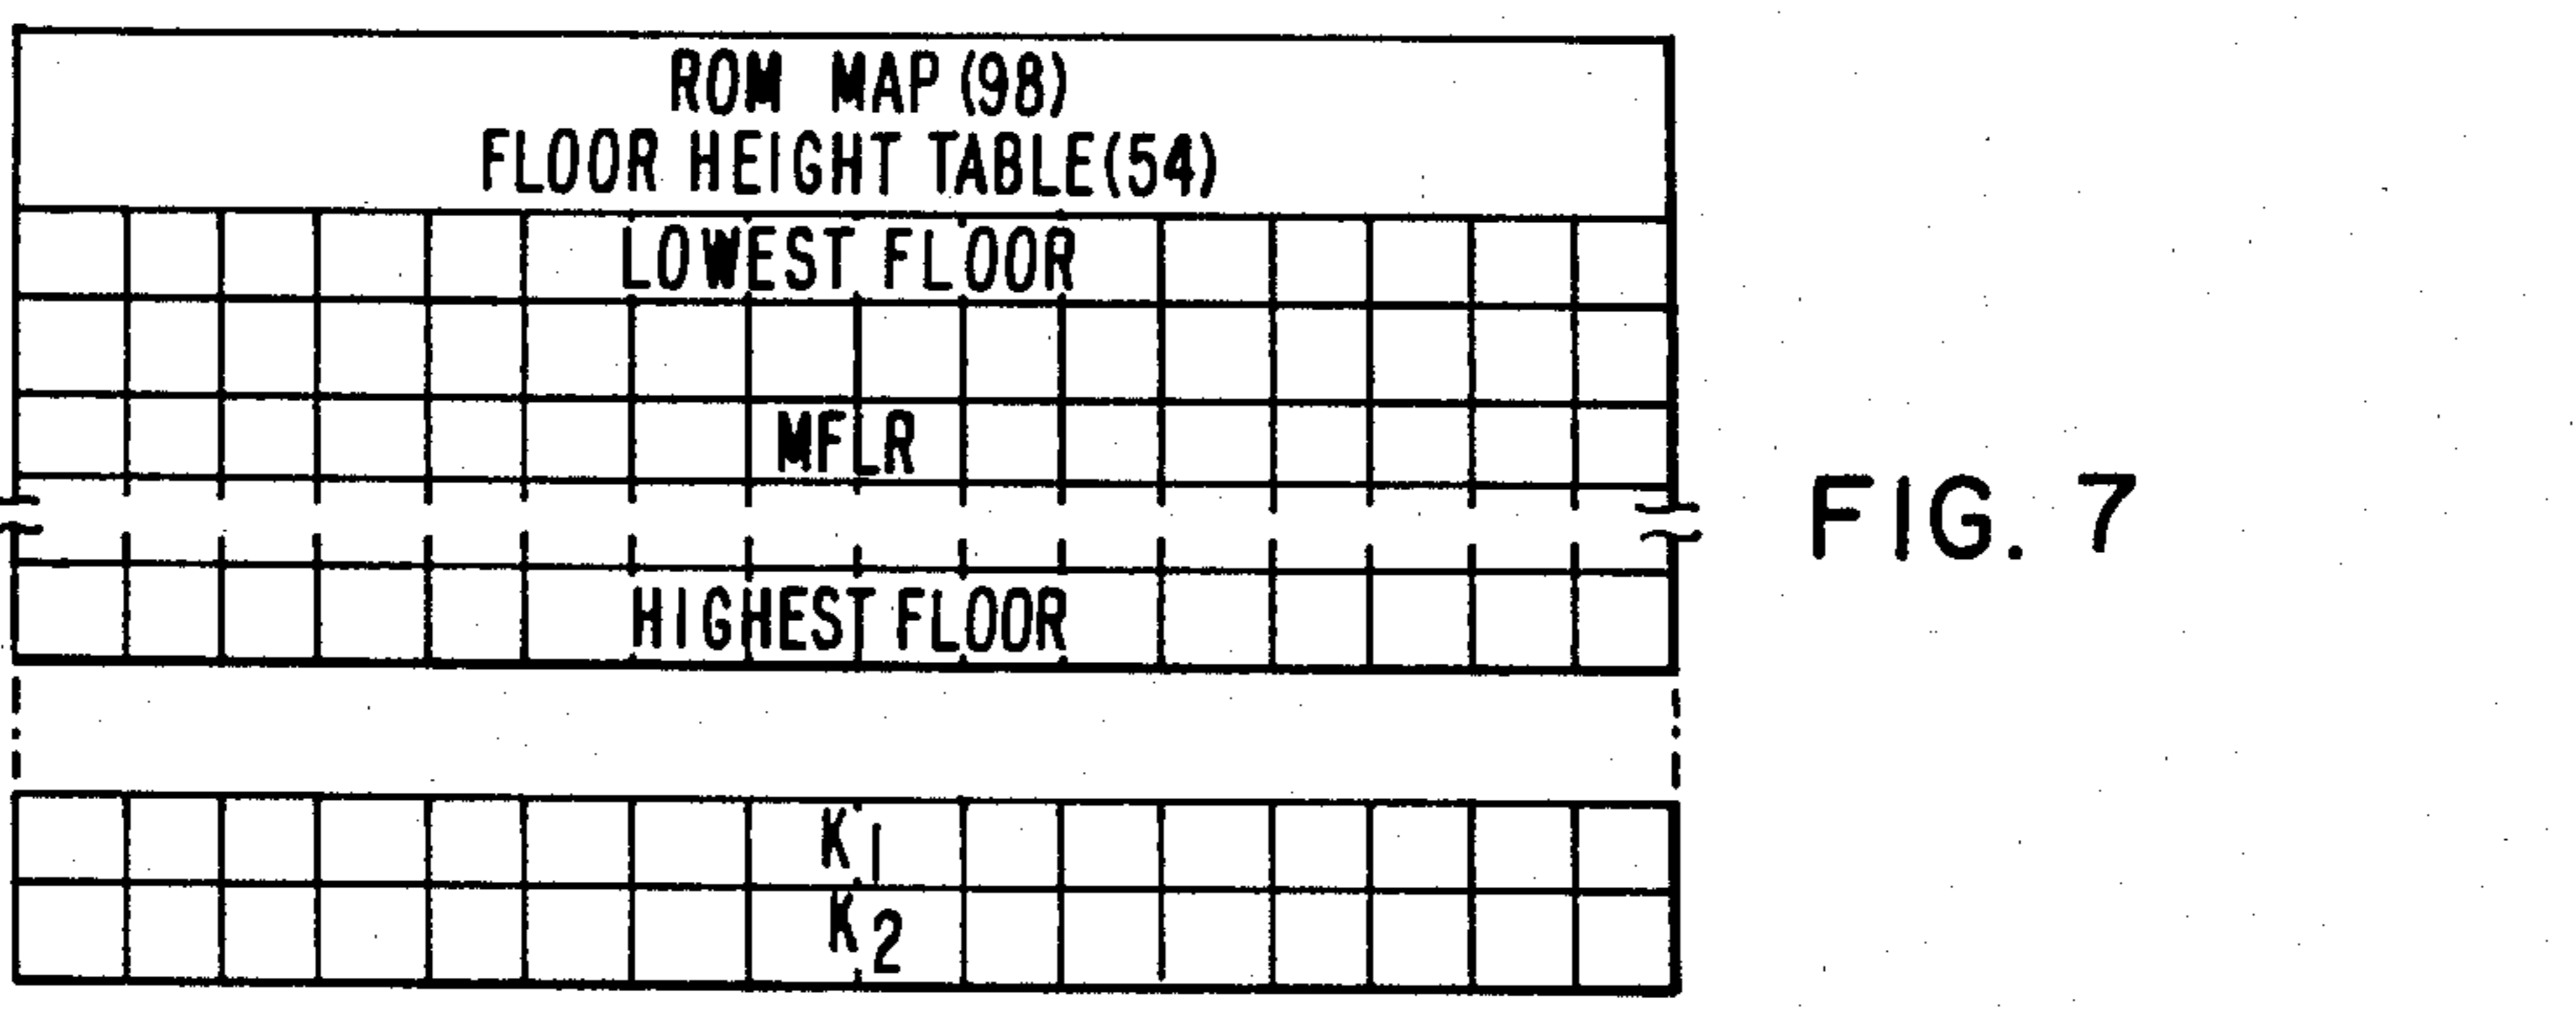 ROM MAP (98)
FLOOR HEIGHT TABLE(54)
LOWEST FLOOR
MFLR
HIGHEST FLOOR
K1
K2
FIG. 7